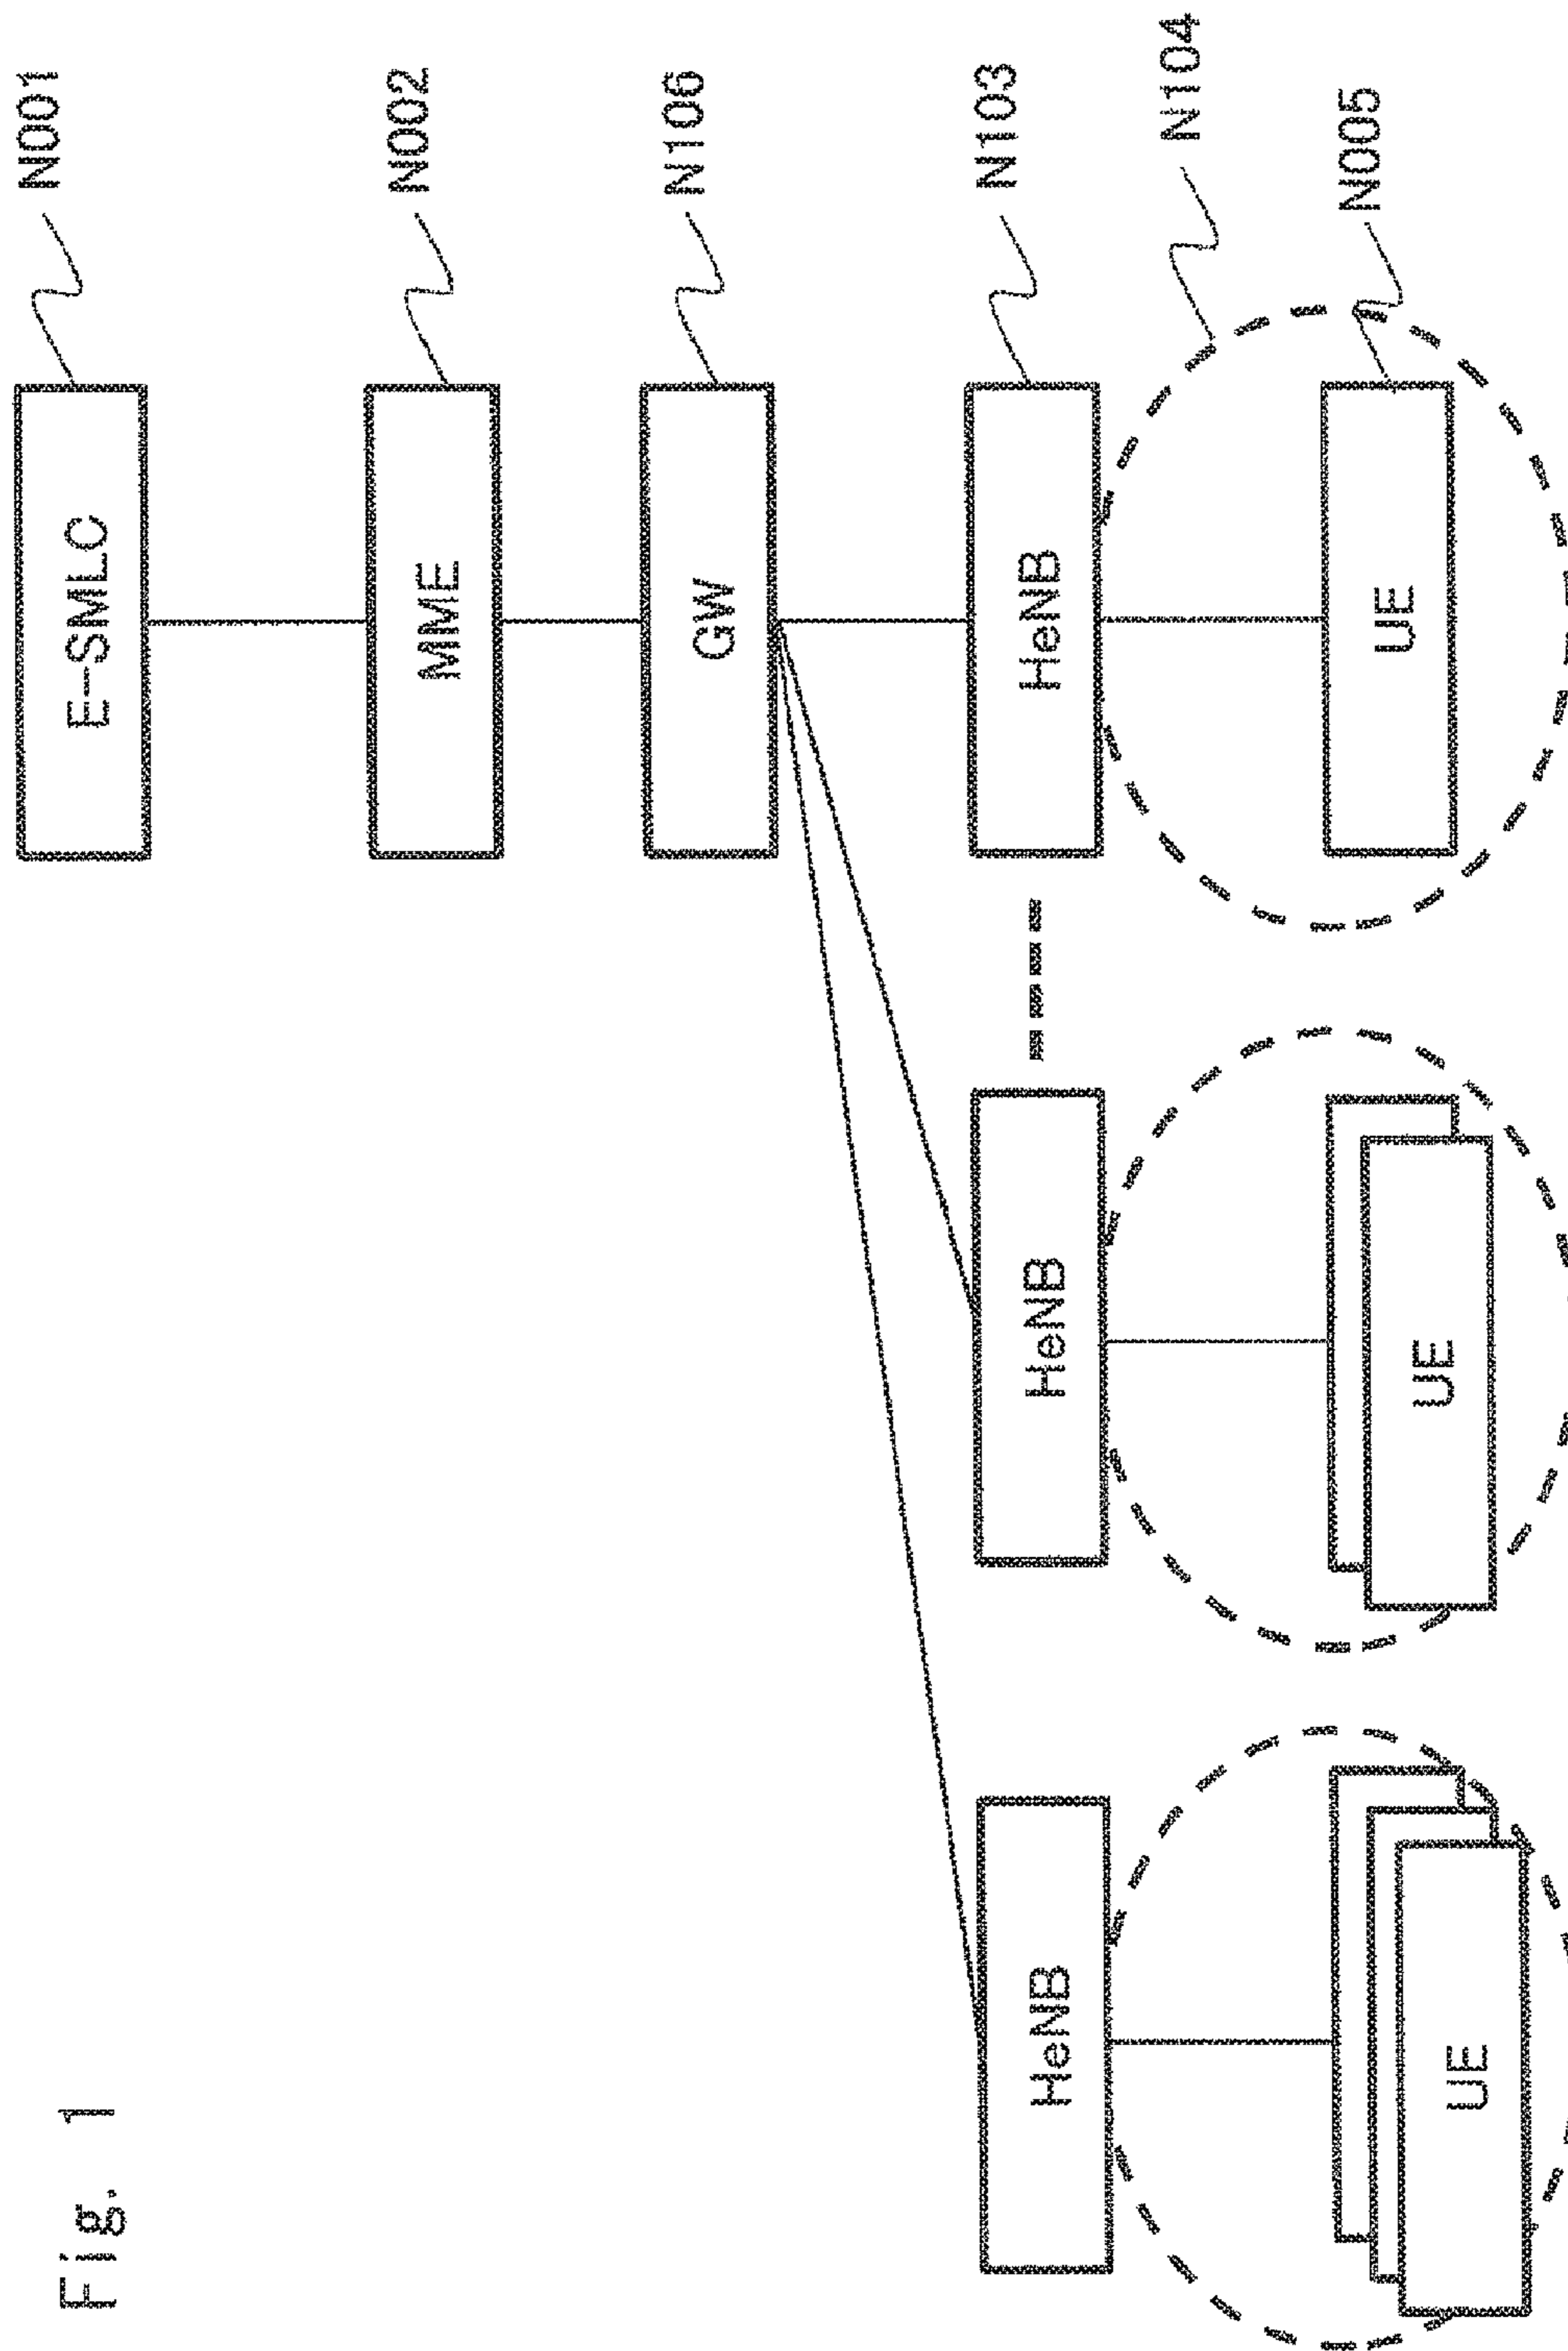 Fig. 1
E-SMLC
N001
MME
N002
GW
N106
HeNB
HeNB
HeNB
N103
N104
UE
UE
UE
N005